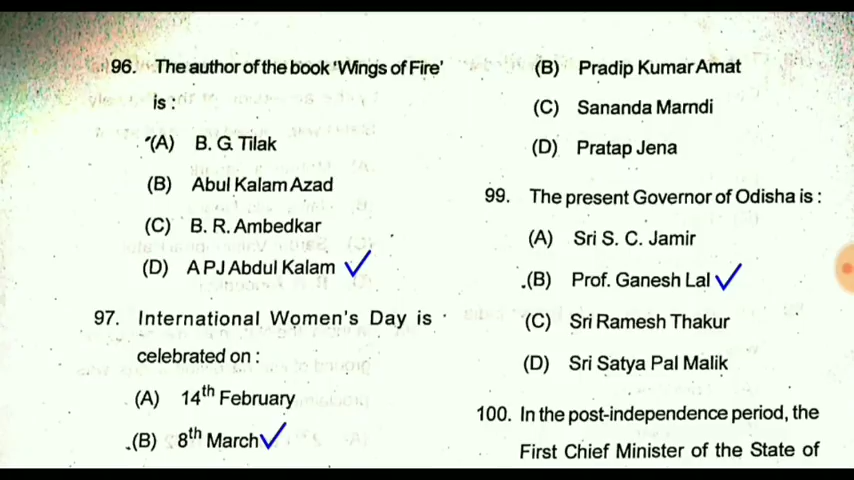 96. The author of the book 'Wings of Fire'
is :
(A) B. G. Tilak
(B) Abul Kalam Azad
(C) B. R. Ambedkar
(D) A PJ Abdul Kalam
97. International Women's Day is
celebrated on :
(A) 14th February
(B) 8th March
(B) Pradip Kumar Amat
(C) Sananda Marndi
(D) Pratap Jena
99. The present Governor of Odisha is :
(A) Sri S. C. Jamir
(B) Prof. Ganesh Lal
(C) Sri Ramesh Thakur
(D) Sri Satya Pal Malik
100. In the post-independence period, the
First Chief Minister of the State of